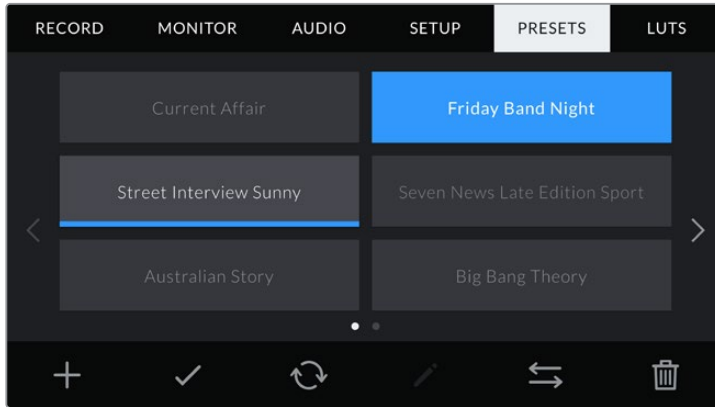 RECORD MONITOR AUDIO SETUP PRESETS LUTS
Current Affair Friday Band Night
Street Interview Sunny Seven News Late Edition Sport
Australian Story Big Bang Theory